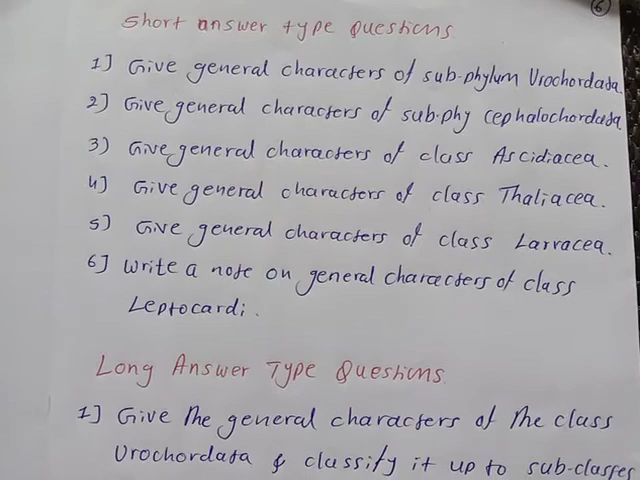 6
Short answer type Questions
1] Give general characters of sub-phylum Urochordata.
2] Give general characters of sub-phy cephalochordata
3) Give general characters of class Ascidiacea.
4] Give general characters of class Thaliacea.
5) Give general characters of class Larvacea.
6] Write a note on general characters of class
Leptocardi.
Long Answer Type Questions
1] Give The general characters of The class
Urochordata & classify it up to sub-classes